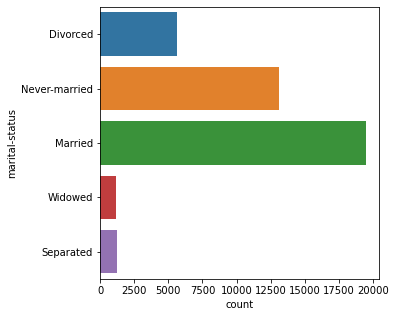 Divorced
Never-married
Married
Widowed
Separated
marital-status
0 2500 5000 7500 10000 12500 15000 17500 20000
count